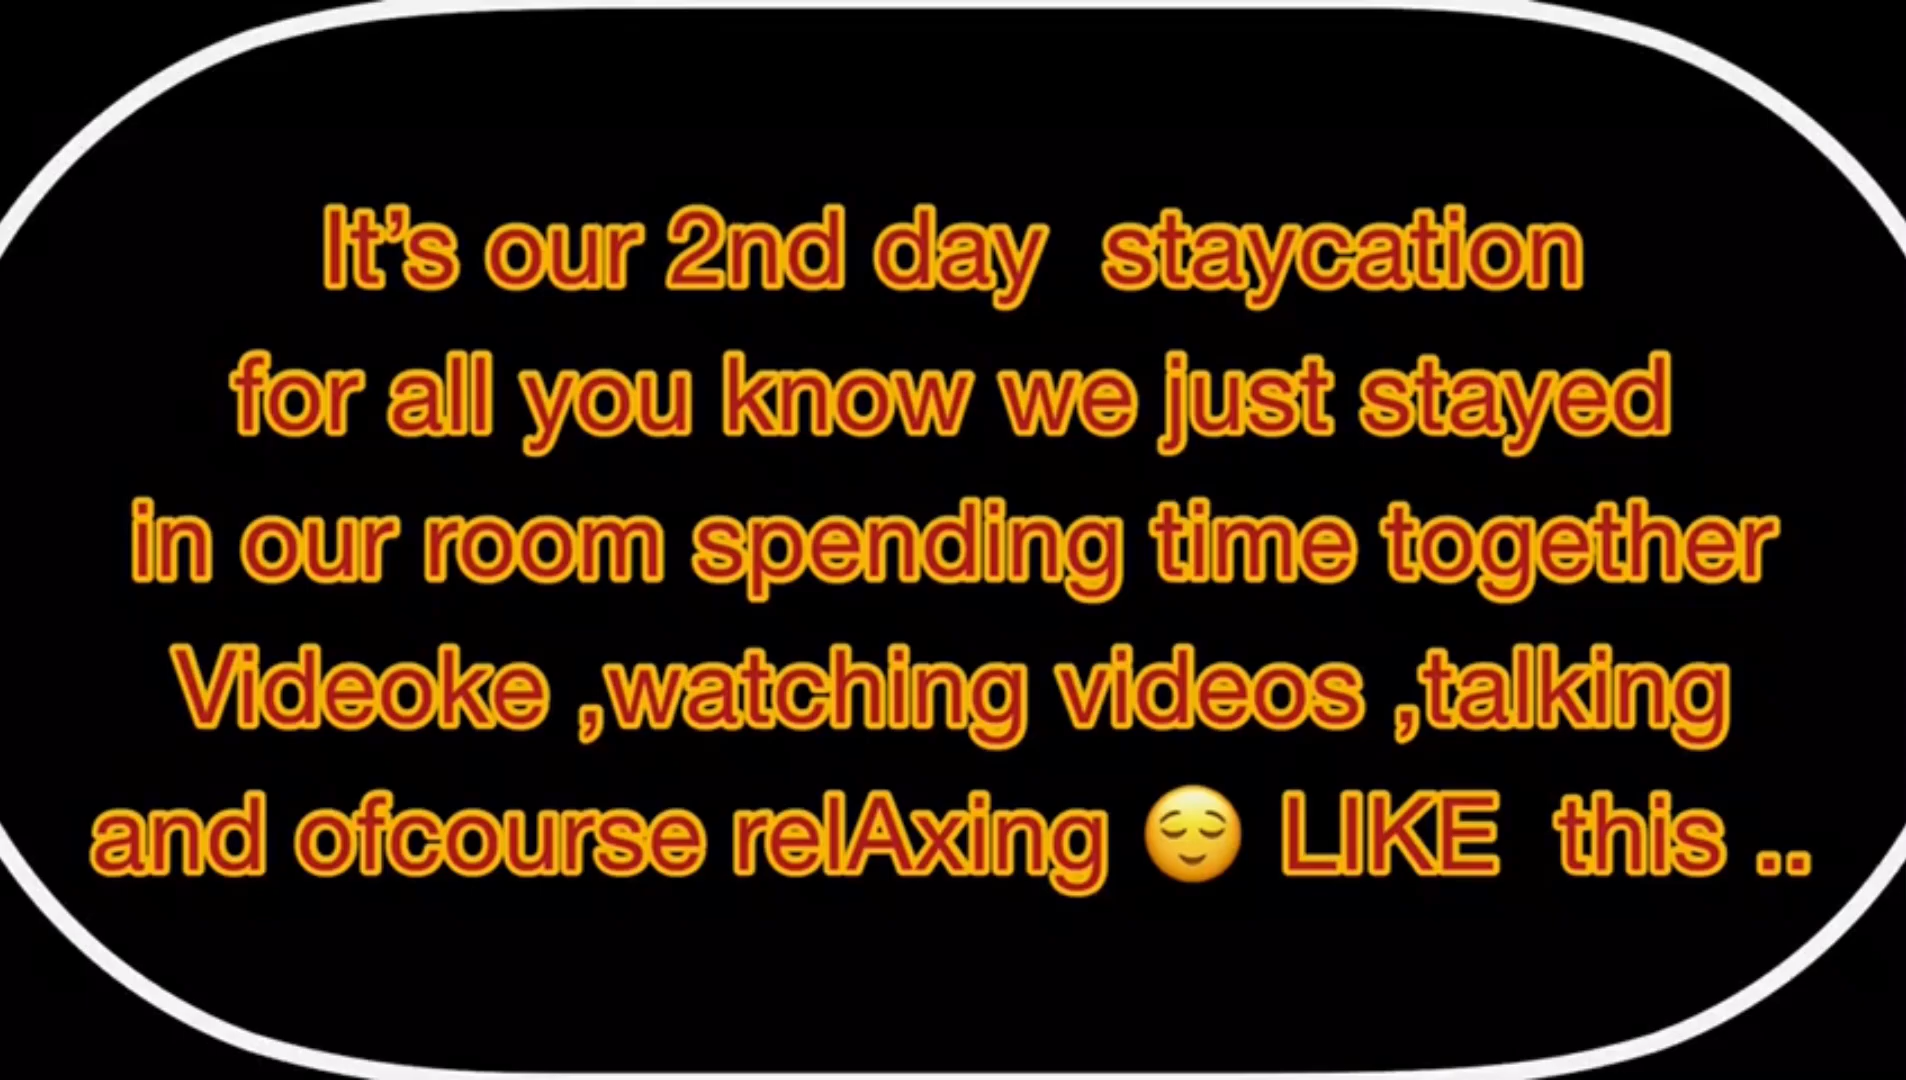 It’s our 2nd day  staycation
for all you know we just stayed
in our room spending time together
Videoke ,watching videos ,talking
and ofcourse relAxing 😌 LIKE  this ..